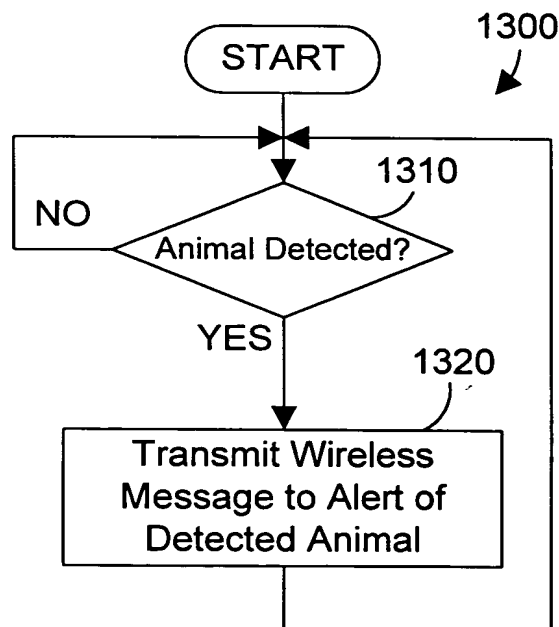 1300
START
1310
NO
Animal Detected?
YES
1320
Transmit Wireless
Message to Alert of
Detected Animal